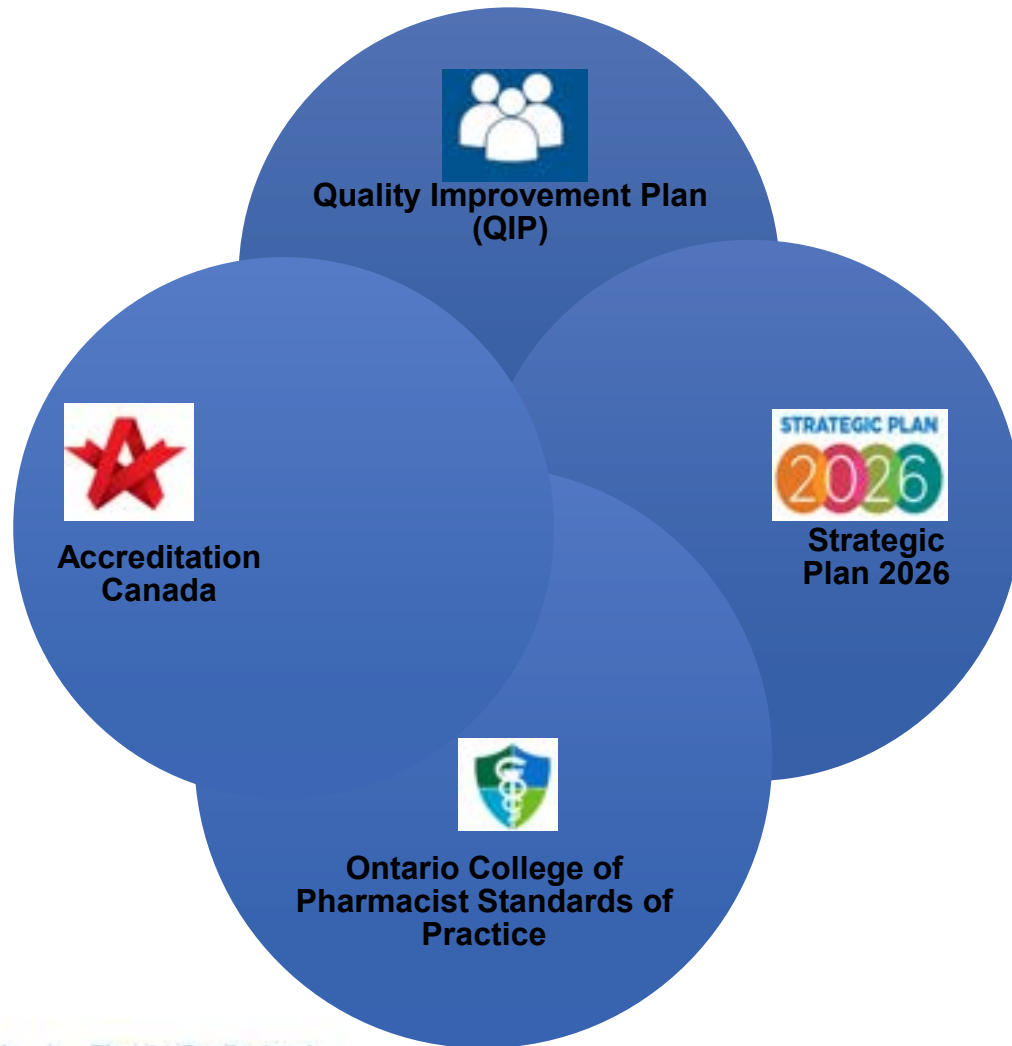 Quality Improvement Plan
(QIP)
STRATEGIC PLAN
2026
Strategic
Plan 2026
Accreditation
Canada
Ontario College of
Pharmacist Standards of
Practice